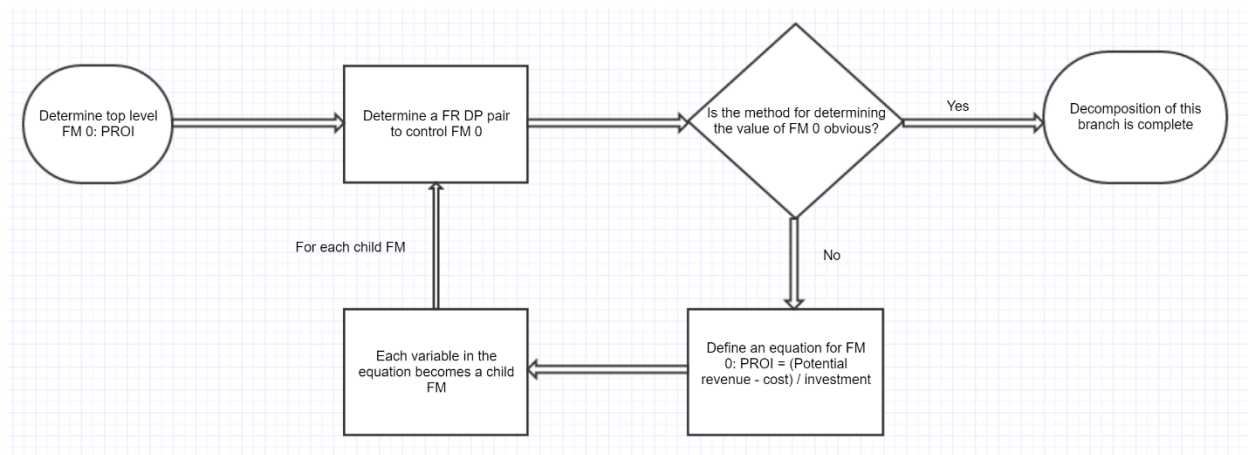 Determine top level
FM 0: PROI
Determine a FR DP pair
to control FM 0
Is the method for determining
the value of FM 0 obvious?
Yes
Decomposition of this
branch is complete
No
Define an equation for FM
0: PROI = (Potential
revenue - cost) / investment
Each variable in the
equation becomes a child
FM
For each child FM